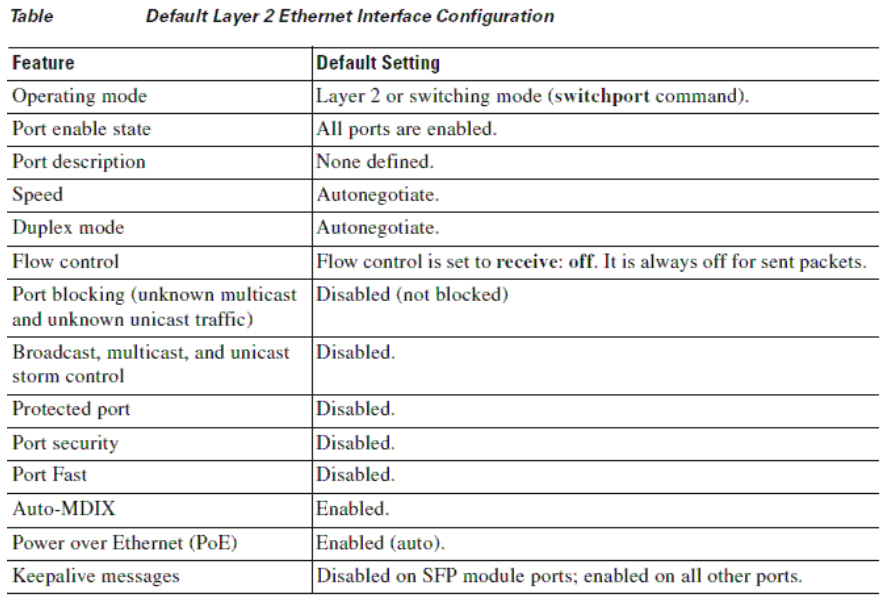 Table Default Layer 2 Ethernet Interface Configuration
Feature Default Setting
Operating mode Layer 2 or switching mode (switchport command).
Port enable state All ports are enabled.
Port description None defined.
Speed Autonegotiate.
Duplex mode Autonegotiate.
Flow control Flow control is set to receive: off. It is always off for sent packets.
Port blocking (unknown multicast Disabled (not blocked)
and unknown unicast traffic)
Broadcast, multicast, and unicast Disabled.
storm control
Protected port Disabled.
Port security Disabled.
Port Fast Disabled.
Auto-MDIX Enabled.
Power over Ethernet (PoE) Enabled (auto).
Keepalive messages Disabled on SFP module ports; enabled on all other ports.